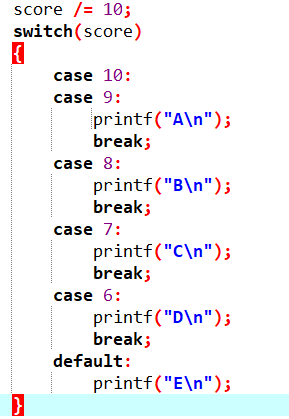 score /= 10;
switch(score)
{
    case 10:
    case 9:
        printf("A\n");
        break;
    case 8:
        printf("B\n");
        break;
    case 7:
        printf("C\n");
        break;
    case 6:
        printf("D\n");
        break;
    default:
        printf("E\n");
}